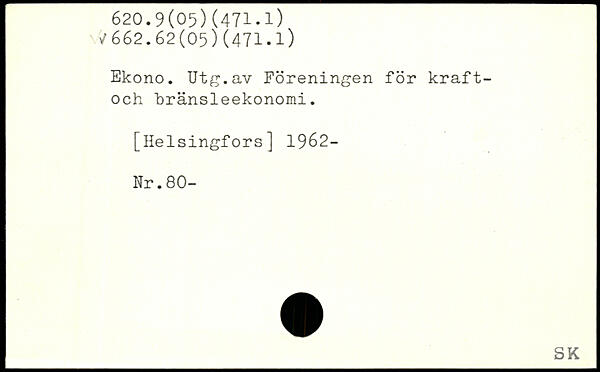 620.9(05)(471.1)
√662.62(05)(471.1)
Ekono. Utg.av Föreningen för kraft-
och bränsleekonomi.
[Helsingfors] 1962-
Nr.80-
SK